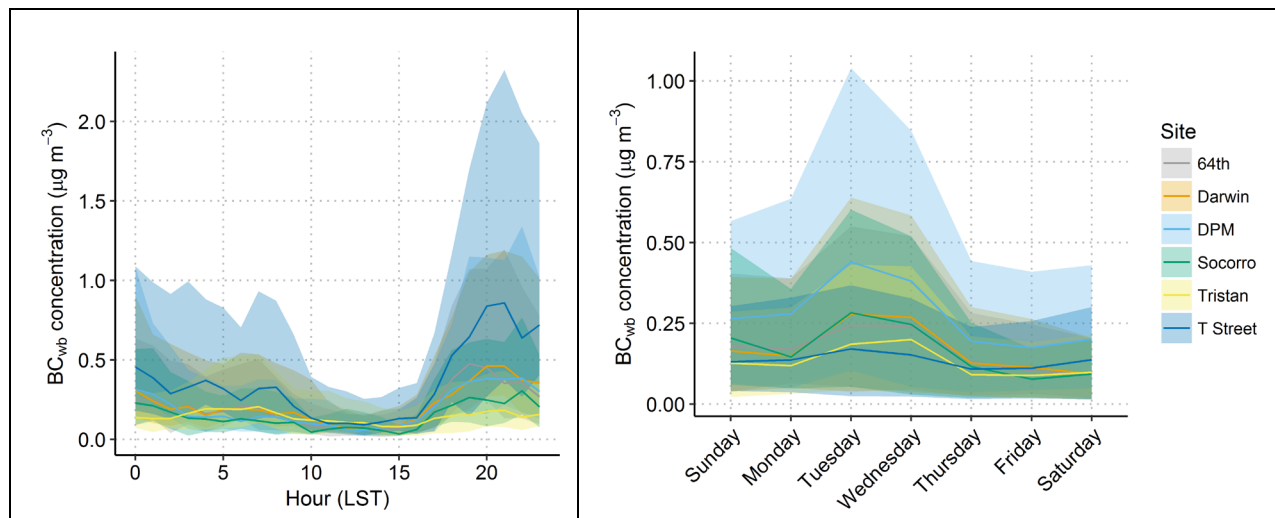 BCwb concentration (μg m−3)
2.0
1.5
1.0
0.5
0.0
0
5
10
15
20
Hour (LST)
BCwb concentration (μg m−3)
1.00
0.75
0.50
0.25
0.00
Sunday
Monday
Tuesday
Wednesday
Thursday
Friday
Saturday
Site
64th
Darwin
DPM
Socorro
Tristan
T Street